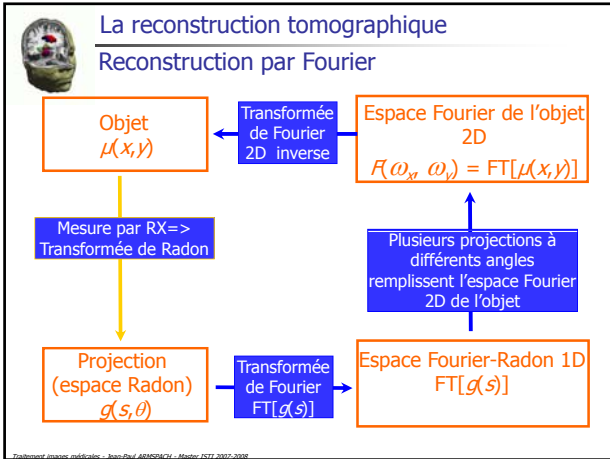 La reconstruction tomographique
Reconstruction par Fourier
Objet
μ(x,y)
Transformée
de Fourier
2D inverse
Espace Fourier de l'objet
2D
F(ωx, ωy) = FT[μ(x,y)]
Mesure par RX=>
Transformée de Radon
Plusieurs projections à
différents angles
remplissent l'espace Fourier
2D de l'objet
Projection
(espace Radon)
g(s,θ)
Transformée
de Fourier
FT[g(s)]
Espace Fourier-Radon 1D
FT[g(s)]
Traitement images médicales - Jean-Paul ARMSPACH - Master ISTI 2007-2008